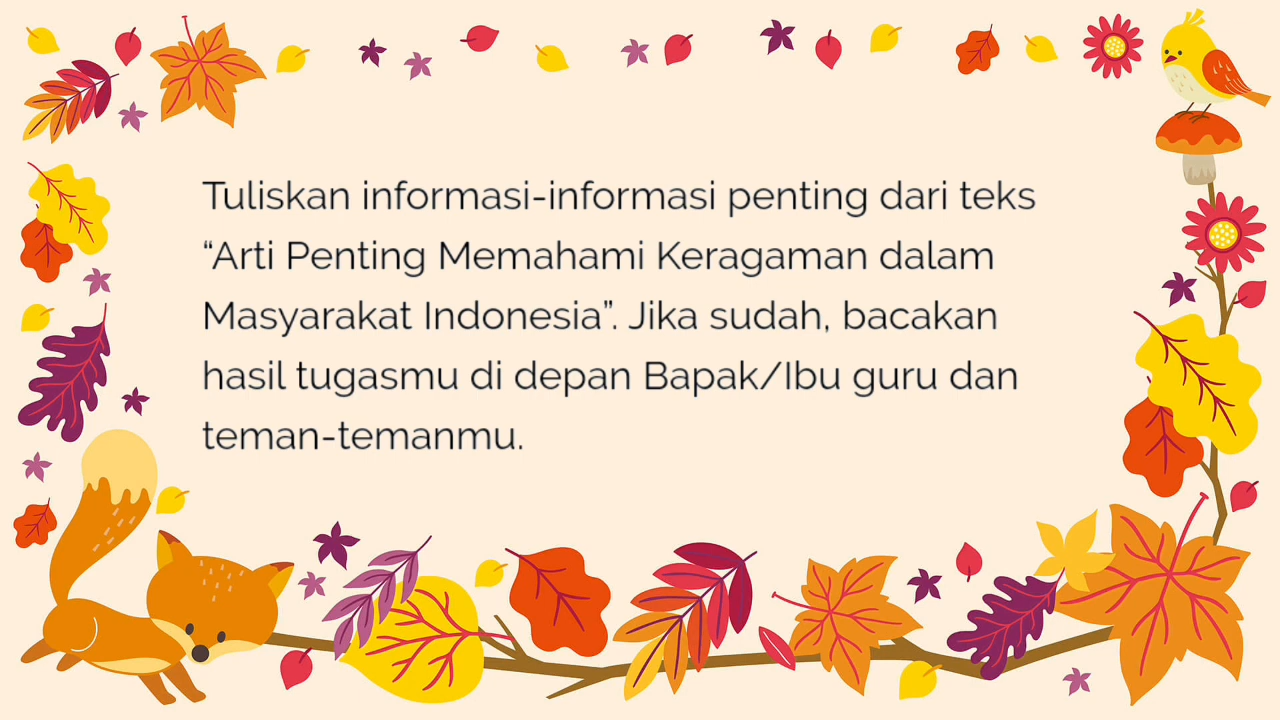 Tuliskan informasi-informasi penting dari teks
“Arti Penting Memahami Keragaman dalam
Masyarakat Indonesia”. Jika sudah, bacakan
hasil tugasmu di depan Bapak/Ibu guru dan
teman-temanmu.